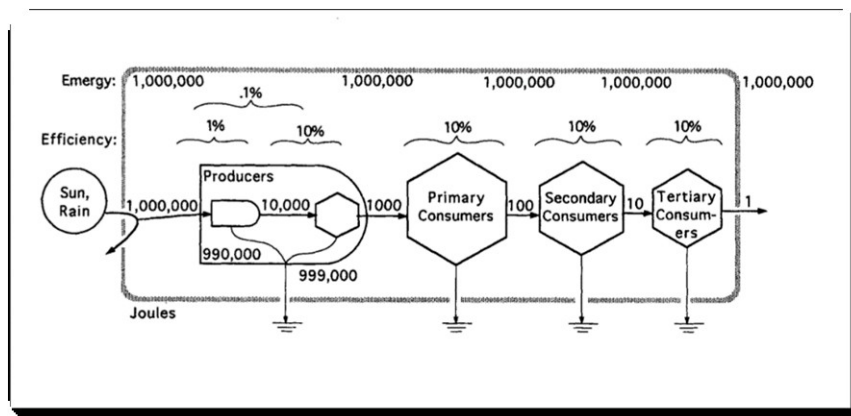 Emergy: 1,000,000 1,000,000 1,000,000 1,000,000 1,000,000
.1%
1% 10% 10% 10% 10%
Efficiency:
Producers
Sun,
Rain
1,000,000 10,000 1000 Primary
Consumers 100 Secondary
Consumers 10 Tertiary
Consum-
ers 1
990,000
999,000
Joules